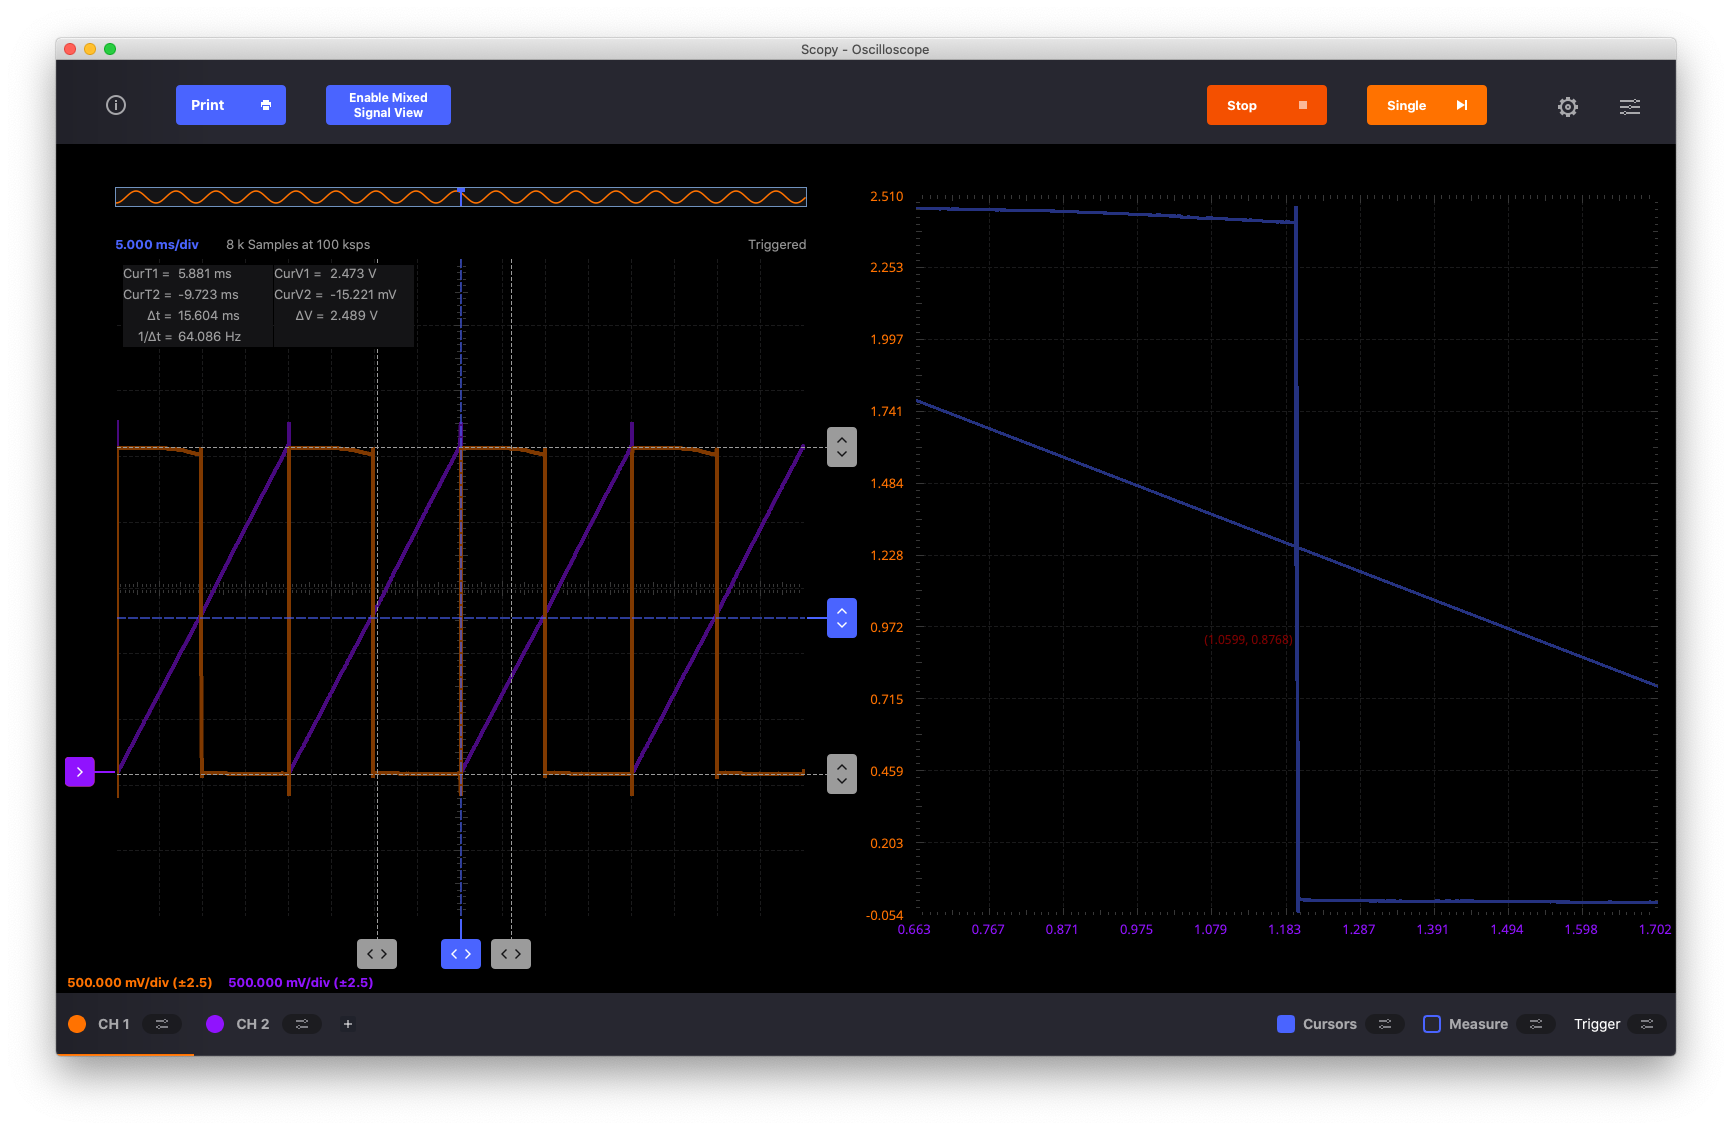 Scopy - Oscilloscope
Print
Enable Mixed
Signal View
Stop
Single
5.000 ms/div
8 k Samples at 100 ksps
Triggered
CurT1 = 5.881 ms
CurV1 = 2.473 V
CurT2 = -9.723 ms
CurV2 = -15.221 mV
Δt = 15.604 ms
ΔV = 2.489 V
1/Δt = 64.086 Hz
2.510
2.253
1.997
1.741
1.484
1.228
0.972
(1.0599, 0.8768)
0.715
0.459
0.203
-0.054
0.663 0.767 0.871 0.975 1.079 1.183 1.287 1.391 1.494 1.598 1.702
500.000 mV/div (±2.5)
500.000 mV/div (±2.5)
CH 1
CH 2
+
Cursors
Measure
Trigger